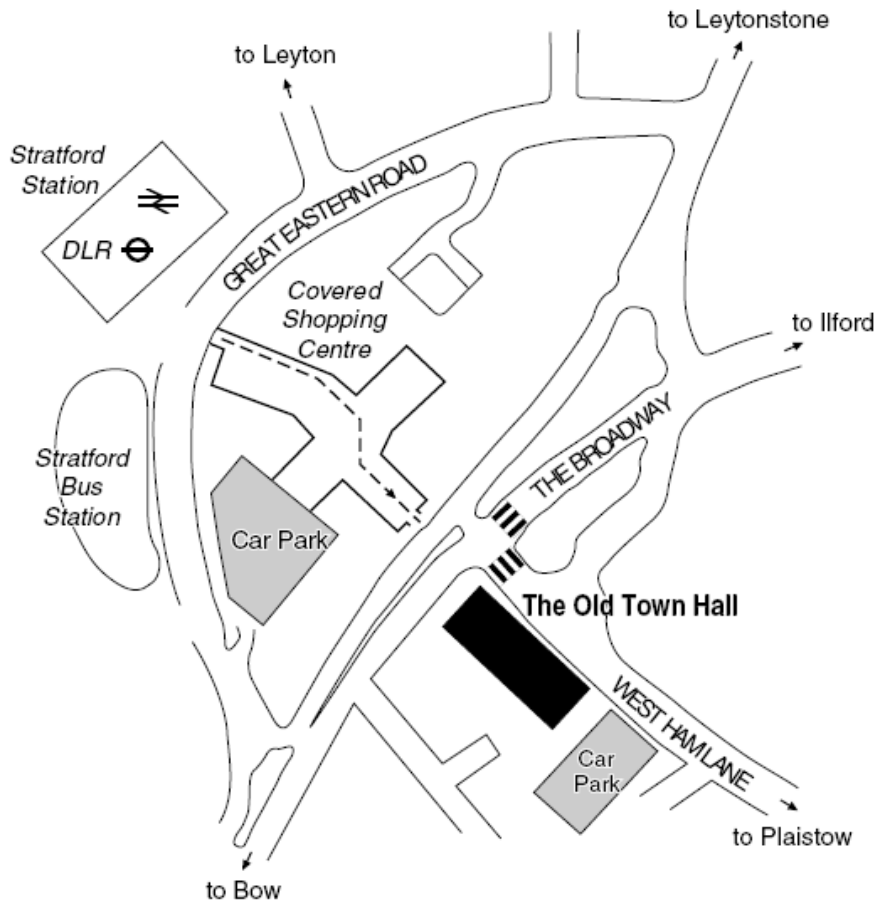 to Leytonstone
to Leyton
Stratford
Station
DLR
GREAT EASTERN ROAD
Covered
Shopping
Centre
to Ilford
THE BROADWAY
Stratford
Bus
Station
Car Park
The Old Town Hall
WEST HAM LANE
Car
Park
to Plaistow
to Bow